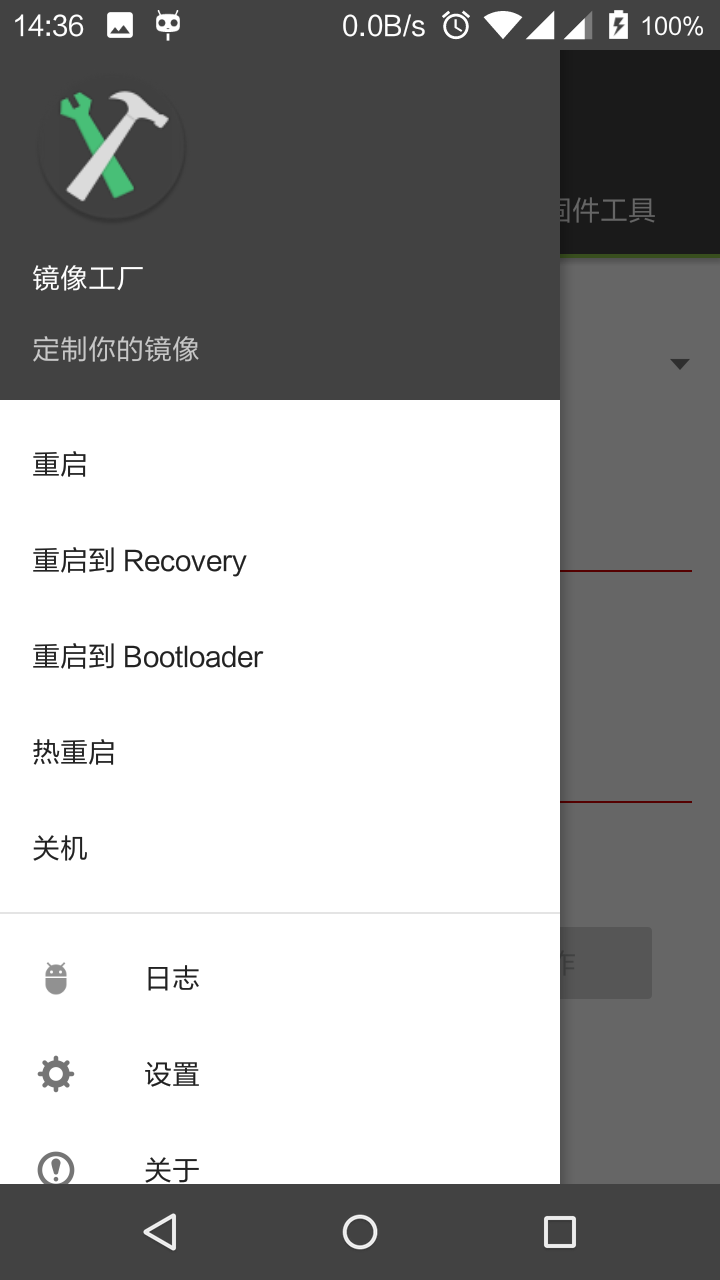 14:36 0.0B/s 100%
固件工具
镜像工厂
定制你的镜像
重启
重启到 Recovery
重启到 Bootloader
热重启
关机
作
日志
设置
关于